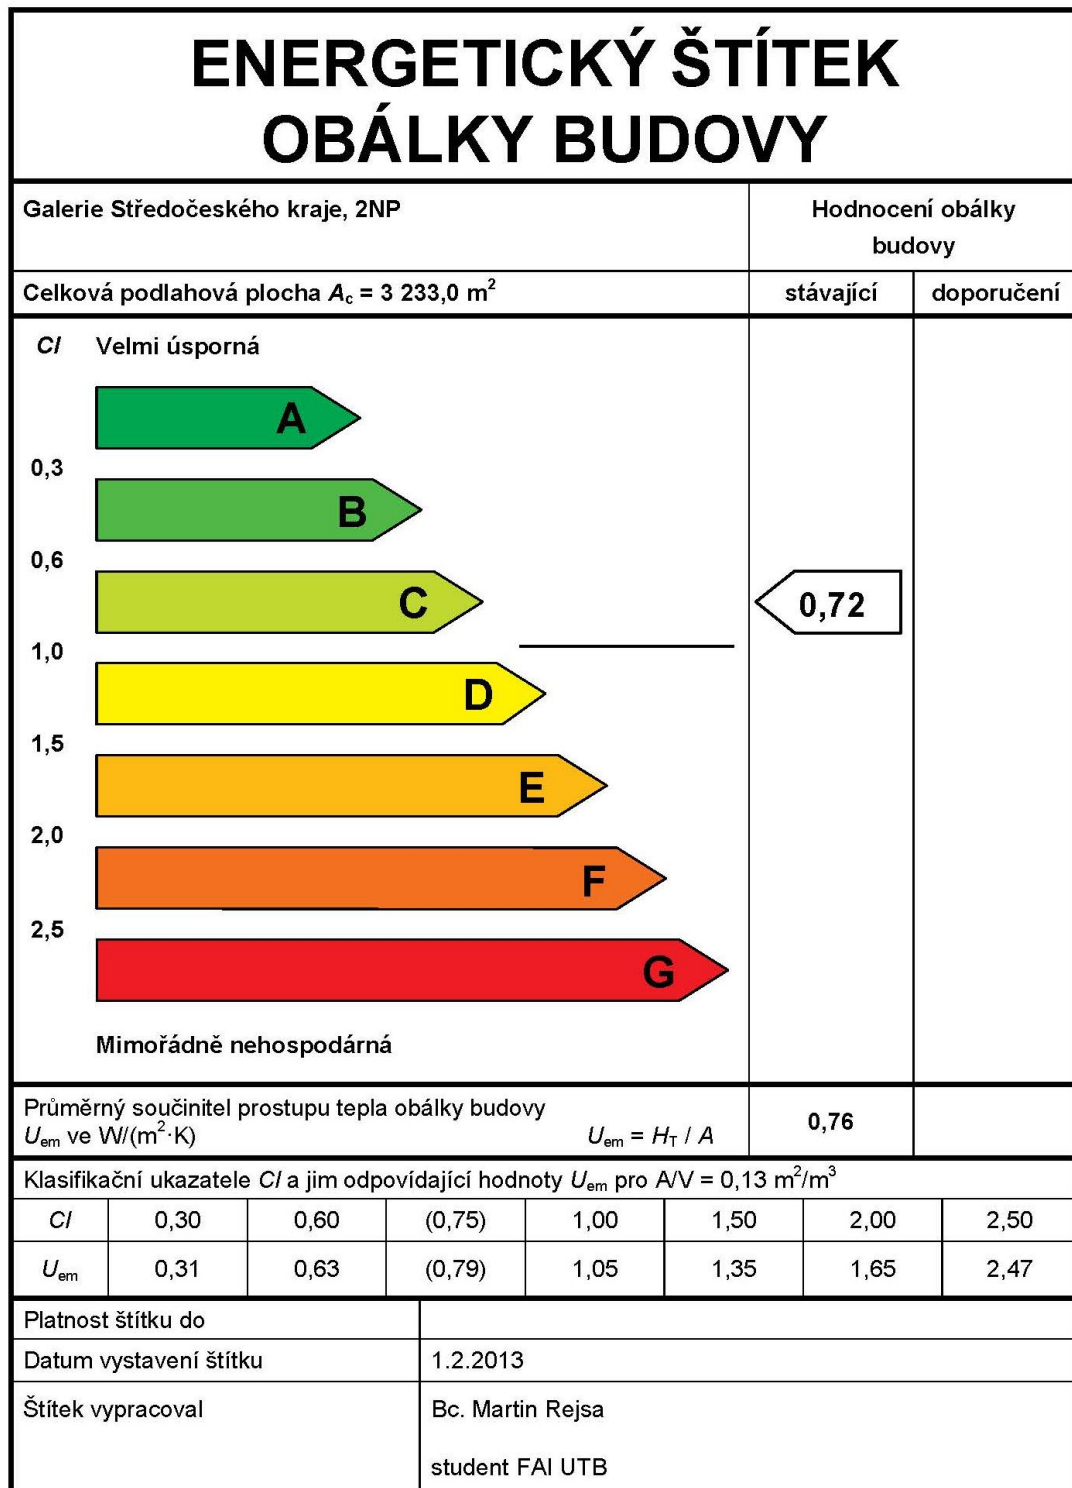 ENERGETICKÝ ŠTÍTEK
OBÁLKY BUDOVY
Galerie Středočeského kraje, 2NP
Hodnocení obálky
budovy
Celková podlahová plocha Ac = 3 233,0 m²
stávající
doporučení
CI Velmi úsporná
A
0,3
B
0,6
C
0,72
1,0
D
1,5
E
2,0
F
2,5
G
Mimořádně nehospodárná
Průměrný součinitel prostupu tepla obálky budovy
Uem ve W/(m²·K) Uem = HT / A
0,76
Klasifikační ukazatele CI a jim odpovídající hodnoty Uem pro A/V = 0,13 m²/m³
CI 0,30 0,60 (0,75) 1,00 1,50 2,00 2,50
Uem 0,31 0,63 (0,79) 1,05 1,35 1,65 2,47
Platnost štítku do
Datum vystavení štítku 1.2.2013
Štítek vypracoval Bc. Martin Rejsa
student FAI UTB